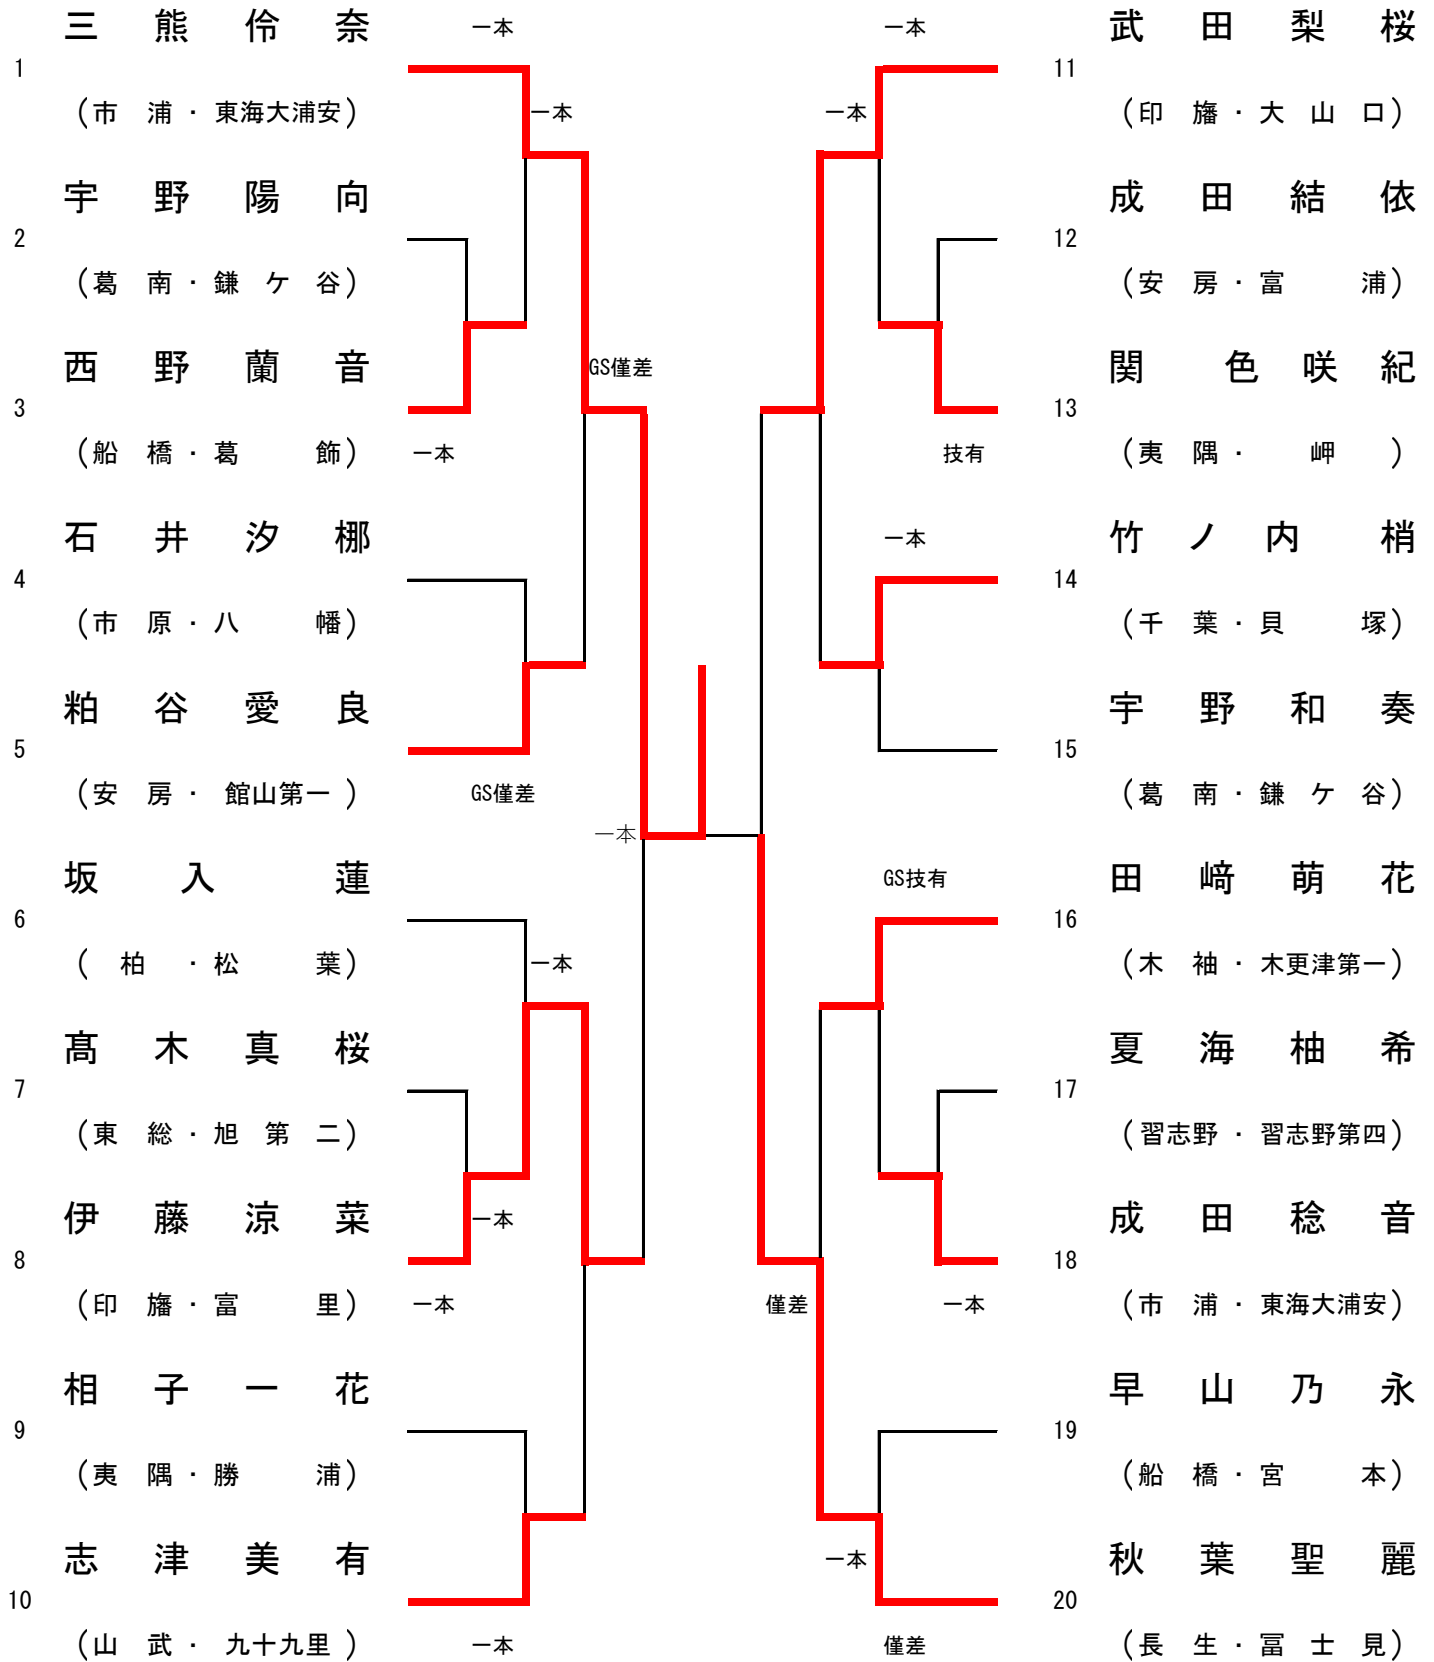 三熊伶奈
一本
1
(市浦・東海大浦安)
一本
宇野陽向
2
(葛南・鎌ケ谷)
西野蘭音
GS僅差
3
(船橋・葛飾)
一本
石井汐梛
4
(市原・八幡)
粕谷愛良
5
(安房・館山第一)
GS僅差
一本
坂入蓮
6
(柏・松葉)
一本
髙木真桜
7
(東総・旭第二)
伊藤涼菜
一本
8
(印旛・富里)
一本
相子一花
9
(夷隅・勝浦)
志津美有
10
(山武・九十九里)
一本
一本
武田梨桜
11
一本
(印旛・大山口)
成田結依
12
(安房・富浦)
関色咲紀
13
技有
(夷隅・岬)
一本
竹ノ内梢
14
(千葉・貝塚)
宇野和奏
15
(葛南・鎌ケ谷)
GS技有
田﨑萌花
16
(木袖・木更津第一)
夏海柚希
17
(習志野・習志野第四)
成田稔音
18
僅差
一本
(市浦・東海大浦安)
早山乃永
19
(船橋・宮本)
一本
秋葉聖麗
20
僅差
(長生・冨士見)